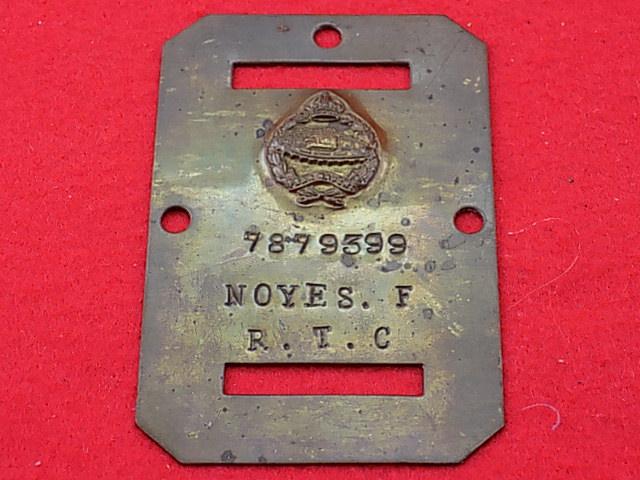 7879399
NOYES. F
R. T. C